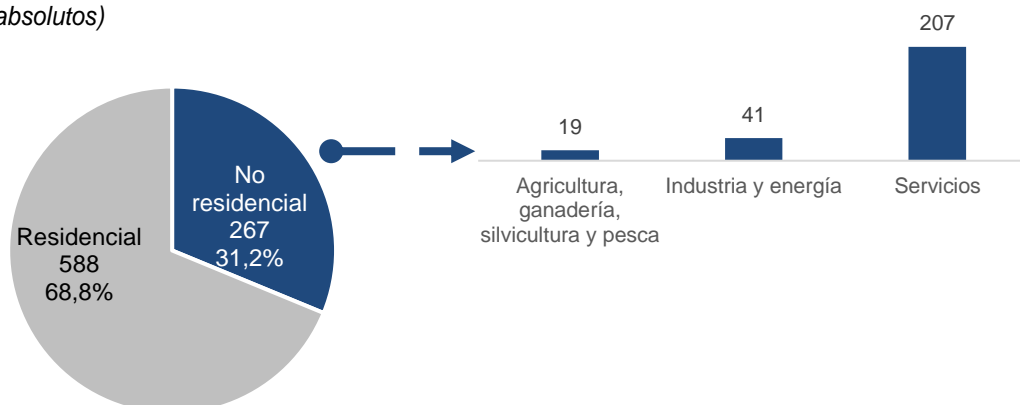 absolutos)
Residencial
588
68,8%
No
residencial
267
31,2%
19
41
207
Agricultura,
ganadería,
silvicultura y pesca
Industria y energía
Servicios